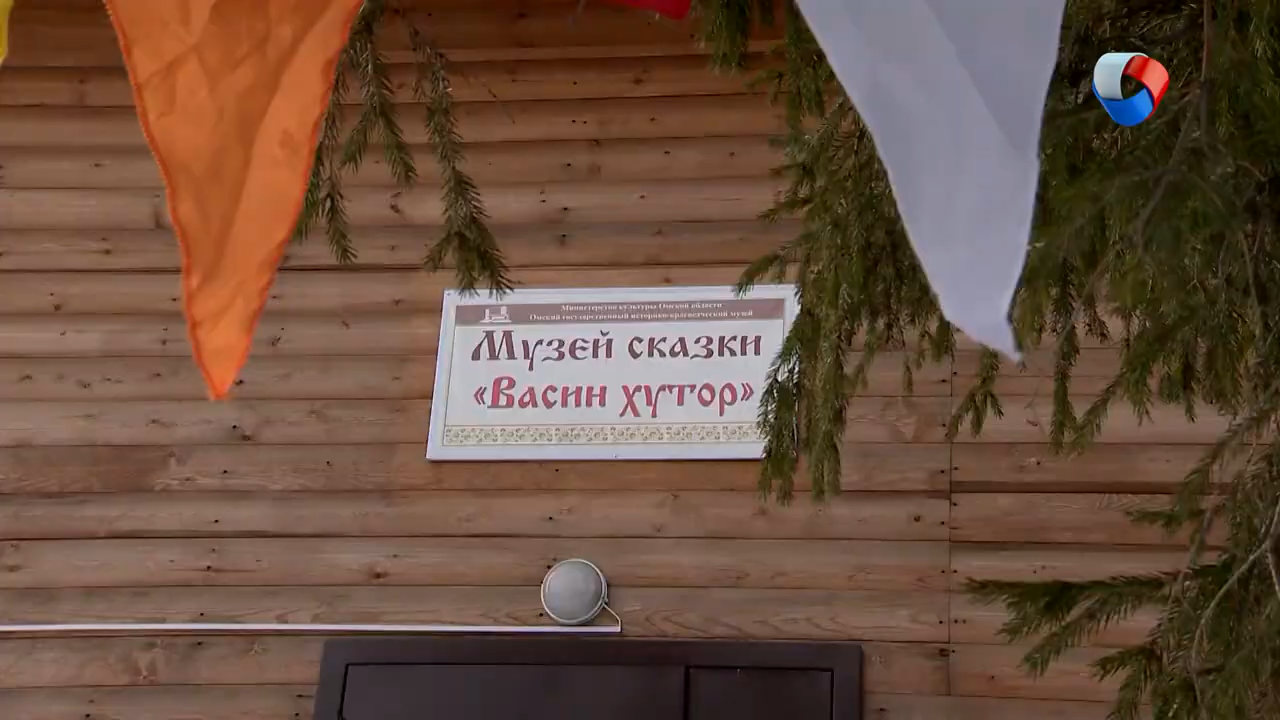 Министерство культуры Омской области
Омский государственный историко-краеведческий музей
Музей сказки
«Васин хутор»